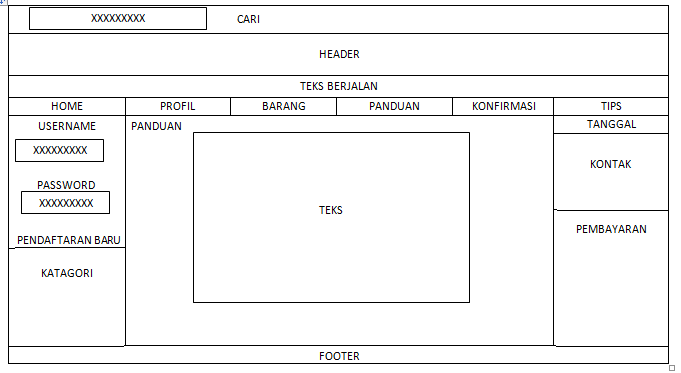 XXXXXXXXX CARI
HEADER
TEKS BERJALAN
HOME PROFIL BARANG PANDUAN KONFIRMASI TIPS
USERNAME
XXXXXXXXX
PASSWORD
XXXXXXXXX
PENDAFTARAN BARU
KATAGORI
PANDUAN
TEKS
TANGGAL
KONTAK
PEMBAYARAN
FOOTER